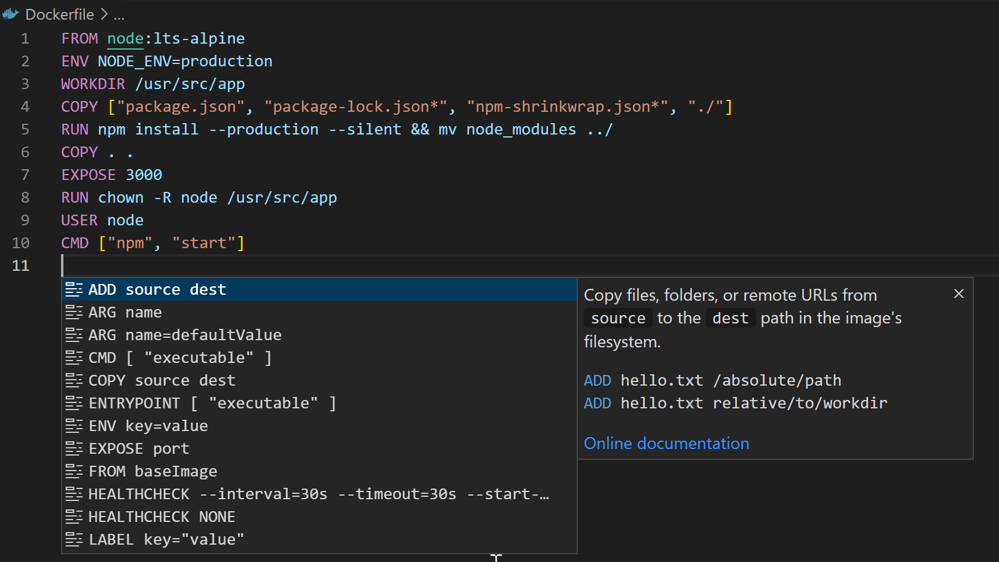 Dockerfile > ...
1 FROM node:lts-alpine
2 ENV NODE_ENV=production
3 WORKDIR /usr/src/app
4 COPY ["package.json", "package-lock.json*", "npm-shrinkwrap.json*", "./"]
5 RUN npm install --production --silent && mv node_modules ../
6 COPY . .
7 EXPOSE 3000
8 RUN chown -R node /usr/src/app
9 USER node
10 CMD ["npm", "start"]
11
ADD source dest
ARG name
ARG name=defaultValue
CMD [ "executable" ]
COPY source dest
ENTRYPOINT [ "executable" ]
ENV key=value
EXPOSE port
FROM baseImage
HEALTHCHECK --interval=30s --timeout=30s --start-…
HEALTHCHECK NONE
LABEL key="value"
Copy files, folders, or remote URLs from
source to the dest path in the image's
filesystem.
ADD hello.txt /absolute/path
ADD hello.txt relative/to/workdir
Online documentation